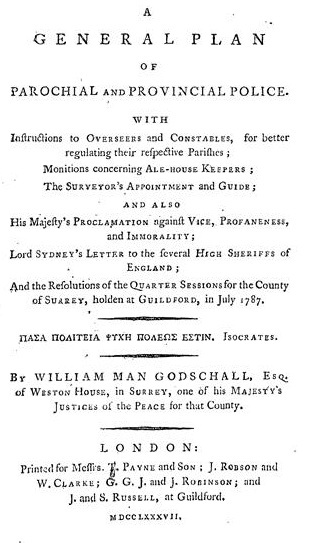 A
GENERAL PLAN
OF
PAROCHIAL AND PROVINCIAL POLICE.
WITH
Inſtructions to OVERSEERS and CONSTABLES, for better
regulating their reſpective Pariſhes;
Monitions concerning ALE-HOUSE KEEPERS;
The SURVEYOR'S APPOINTMENT and GUIDE;
AND ALSO
His Majeſty's PROCLAMATION againſt VICE, PROFANENESS,
and IMMORALITY;
Lord SYDNEY'S LETTER to the ſeveral HIGH SHERIFFS of
ENGLAND;
And the Reſolutions of the QUARTER SESSIONS for the County
of SURREY, holden at GUILDFORD, in July 1787.
ΠΑΣΑ ΠΟΛΙΤΕΙΑ ΨΥΧΗ ΠΟΛΕΩΣ ΕΣΤΙΝ. ISOCRATES.
BY WILLIAM MAN GODSCHALL, ESQ.
of WESTON HOUSE, in SURREY, one of his MAJESTY'S
JUSTICES of the PEACE for that County.
LONDON:
Printed for Meſſrs. T. PAYNE and SON; J. ROBSON and
W. CLARKE; G. G. J. and J. ROBINSON; and
J. and S. RUSSELL, at Guildford.
MDCCLXXXVII.